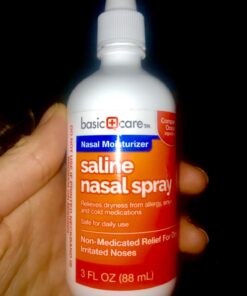 basic care™
Nasal Moisturizer
saline
nasal spray
Relieves dryness from allergy,
and cold medications
Safe for daily use
Non-Medicated Relief For
Irritated Noses
3 FL OZ (88 mL)